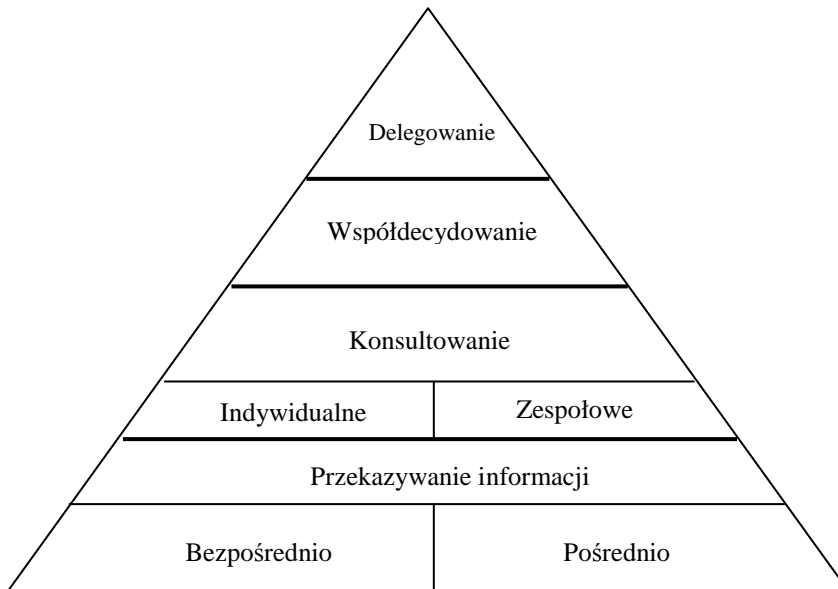 Delegowanie
Współdecydowanie
Konsultowanie
Indywidualne
Zespołowe
Przekazywanie informacji
Bezpośrednio
Pośrednio